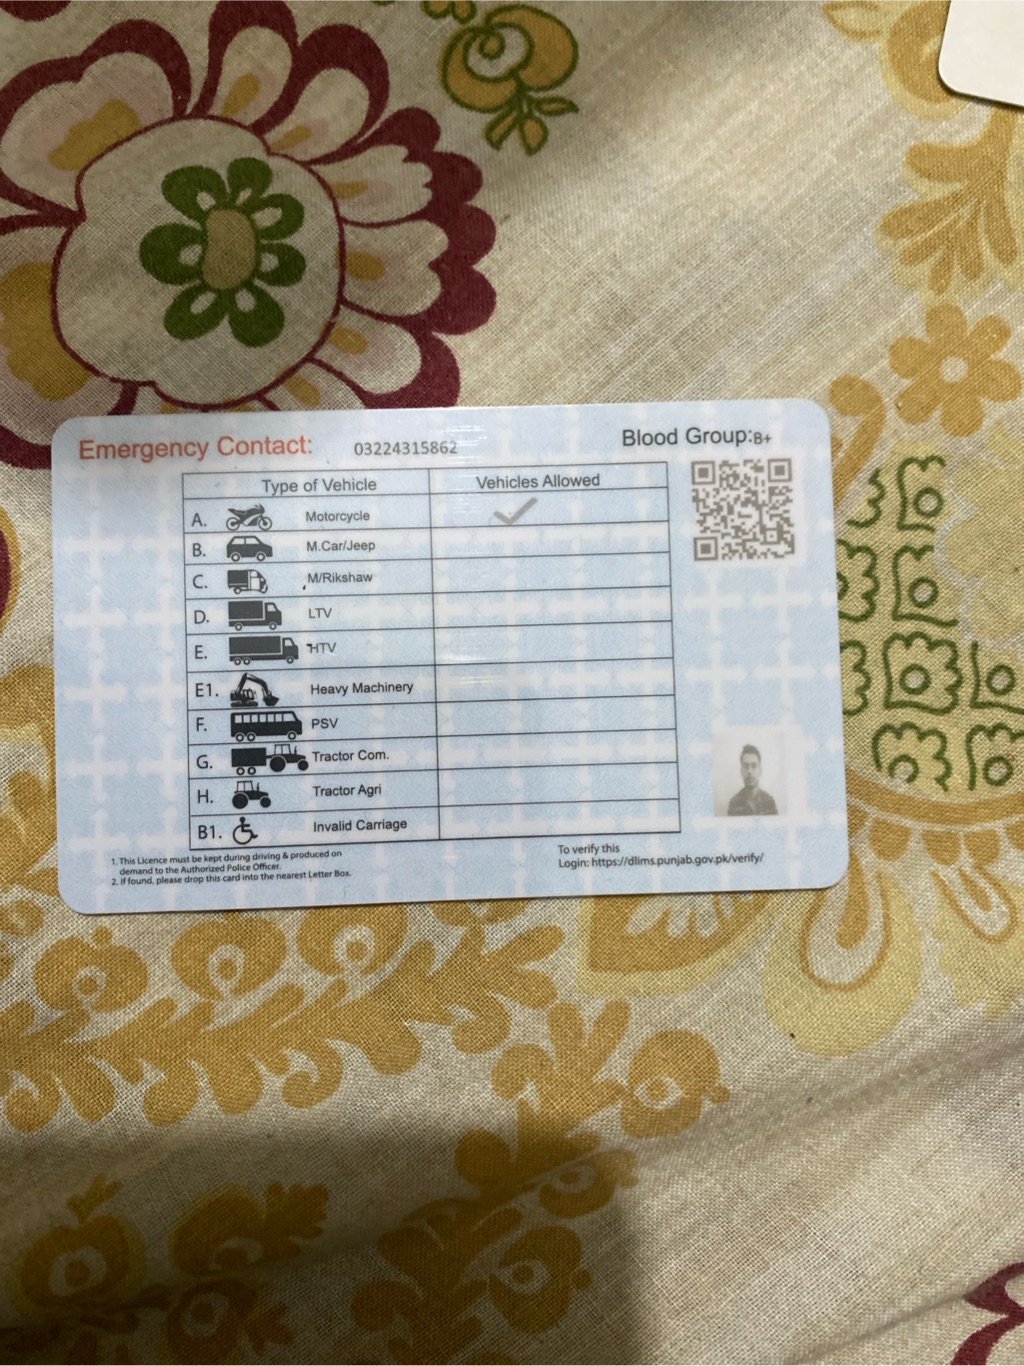 Emergency Contact: 03224315862 Blood Group:B+
Type of Vehicle Vehicles Allowed
A. Motorcycle ✓
B. M.Car/Jeep
C. M/Rikshaw
D. LTV
E. HTV
E1. Heavy Machinery
F. PSV
G. Tractor Com.
H. Tractor Agri
B1. Invalid Carriage
1. This Licence must be kept during driving & produced on
demand to the Authorized Police Officer.
2. If found, please drop this card into the nearest Letter Box.
To verify this
Login: https://dlims.punjab.gov.pk/verify/